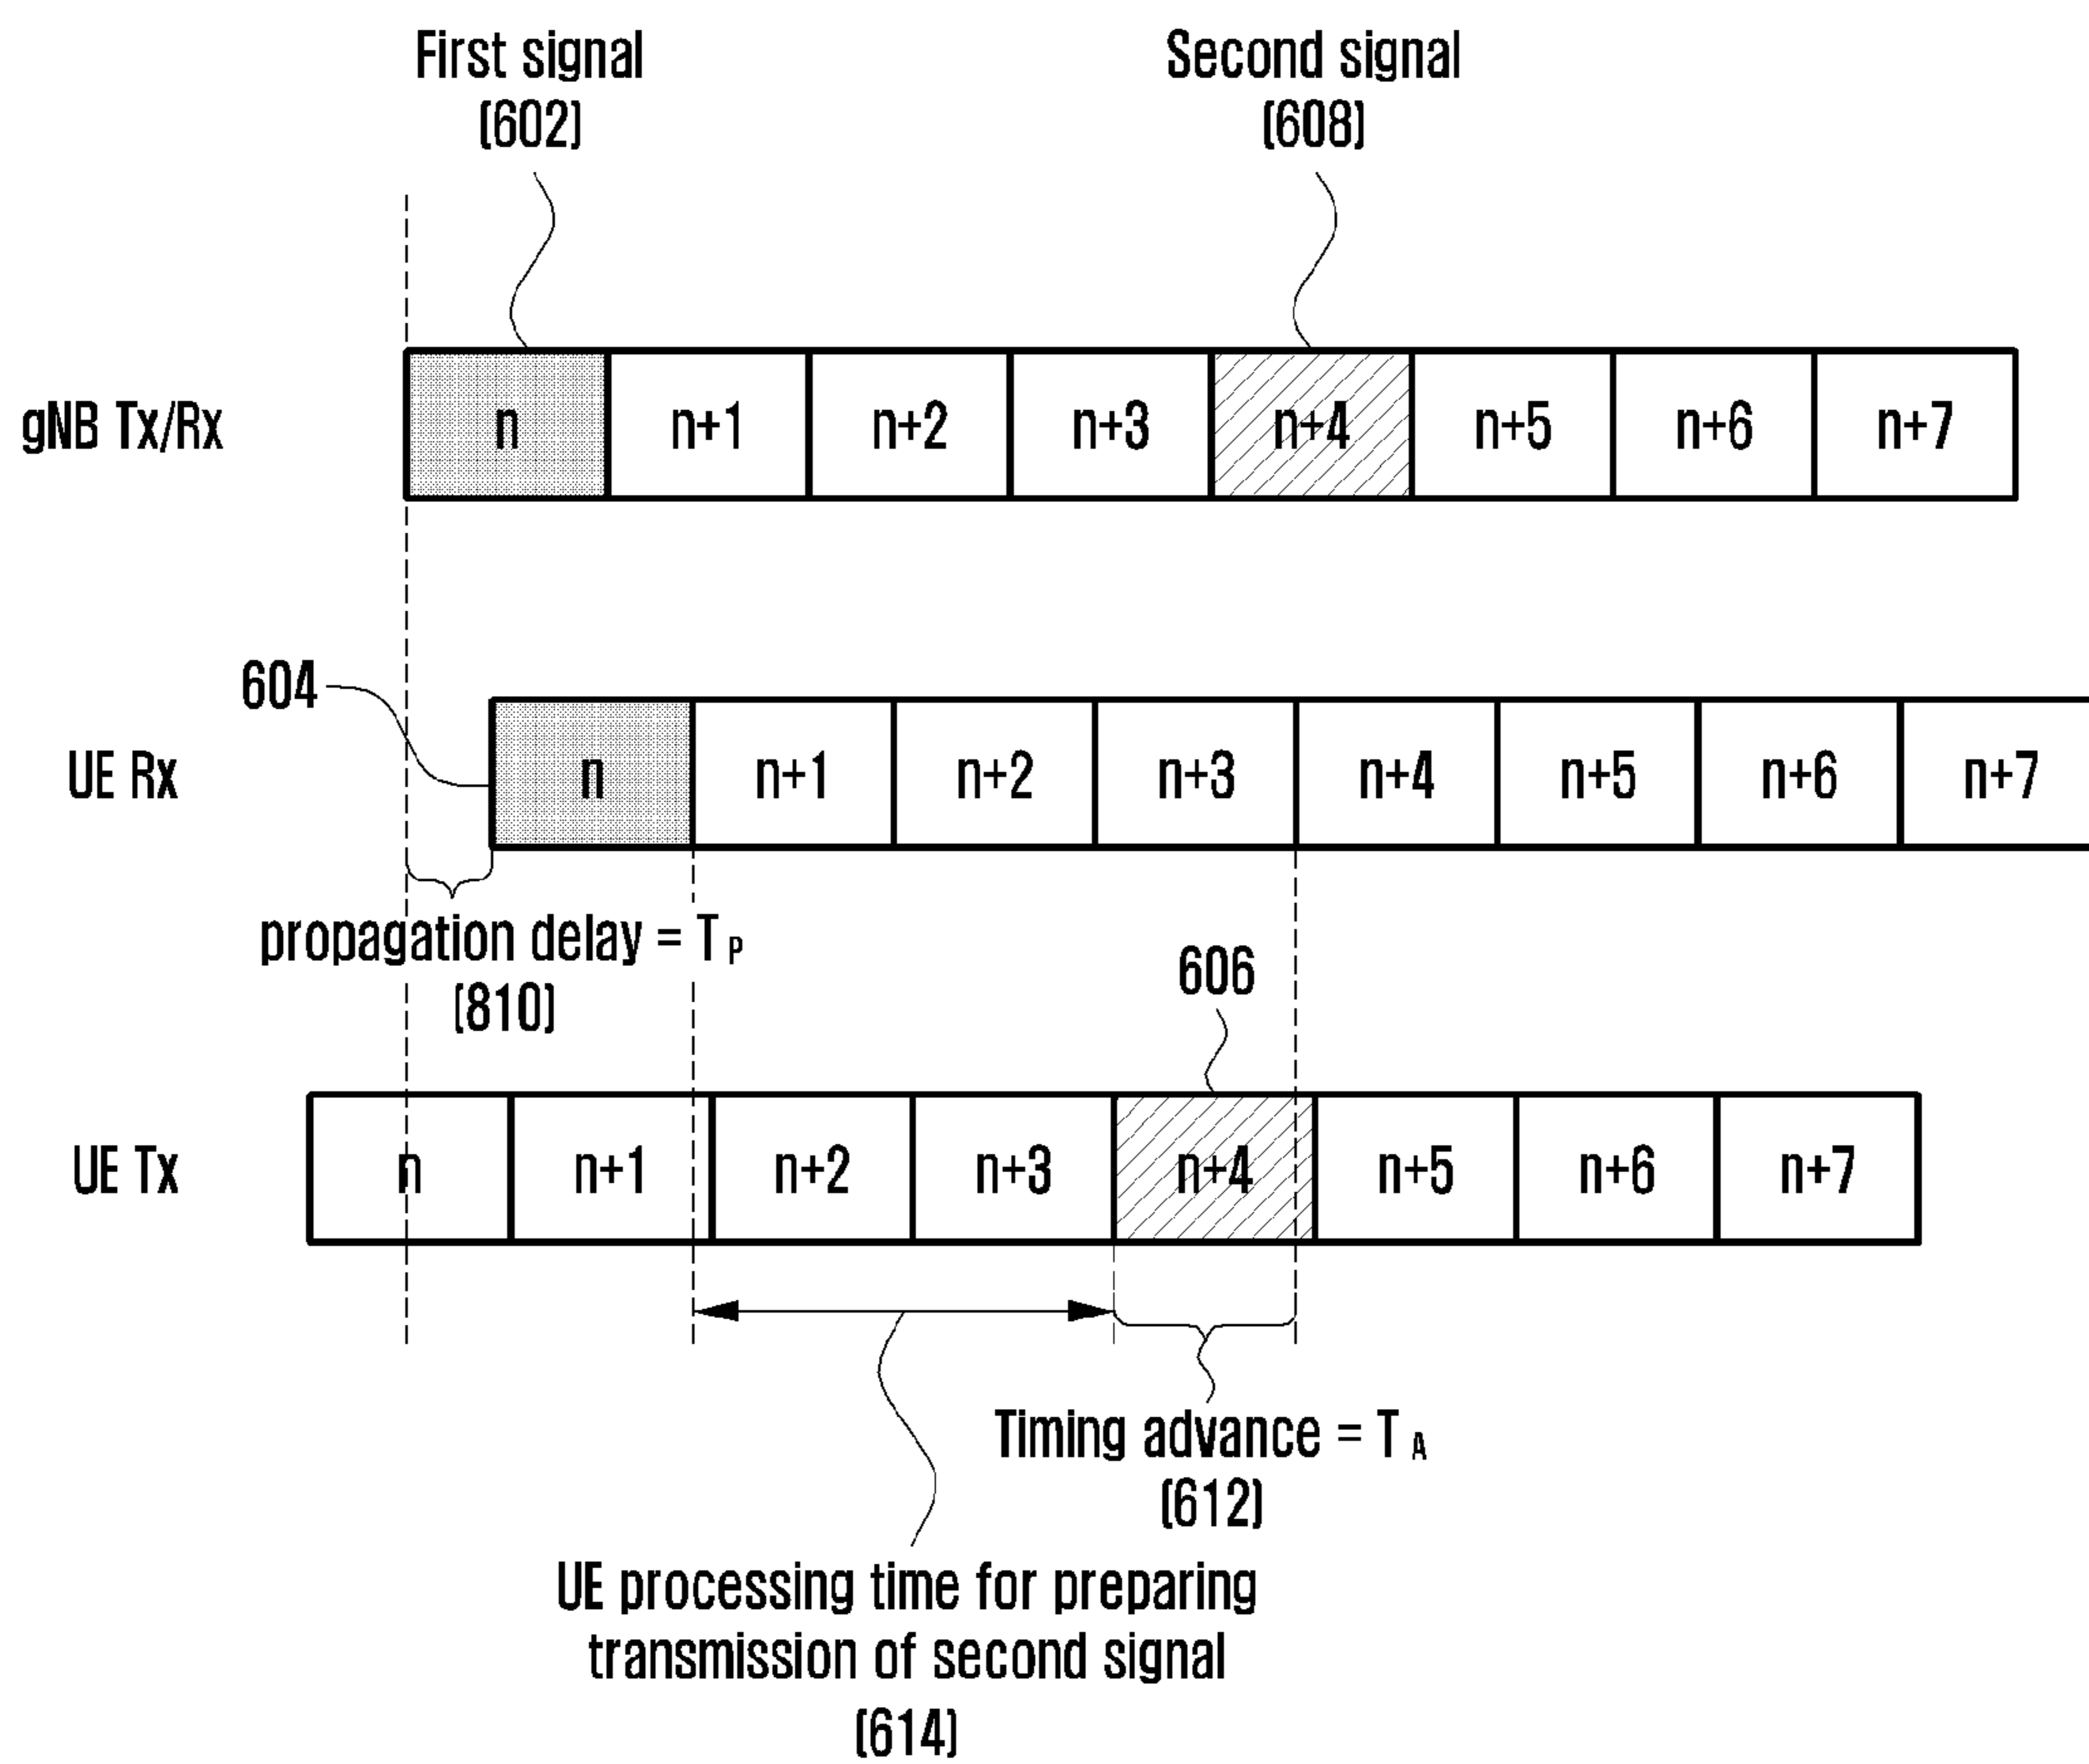 First signal
(602)
Second signal
(608)
gNB Tx/Rx
n
n+1
n+2
n+3
n+4
n+5
n+6
n+7
604
UE Rx
n
n+1
n+2
n+3
n+4
n+5
n+6
n+7
propagation delay = T P
(810)
606
UE Tx
n
n+1
n+2
n+3
n+4
n+5
n+6
n+7
Timing advance = T A
(612)
UE processing time for preparing
transmission of second signal
(614)